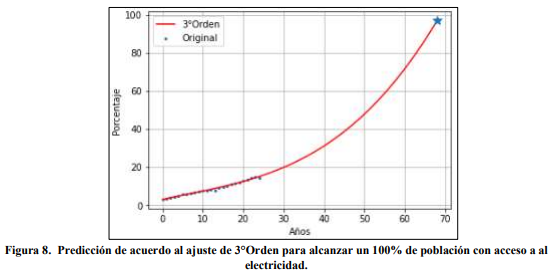 100
80
60
40
20
0
Porcentaje
3°Orden
Original
0 10 20 30 40 50 60 70
Años
Figura 8. Predicción de acuerdo al ajuste de 3°Orden para alcanzar un 100% de población con acceso a al
electricidad.